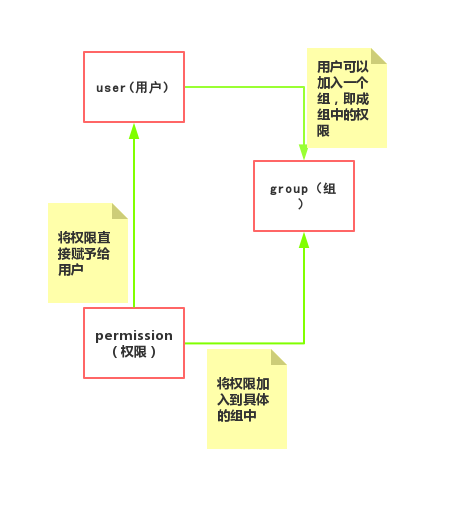 user(用户)
用户可以
加入一个
组，即成
组中的权
限
group（组
）
将权限直
接赋予给
用户
permission
（权限）
将权限加
入到具体
的组中